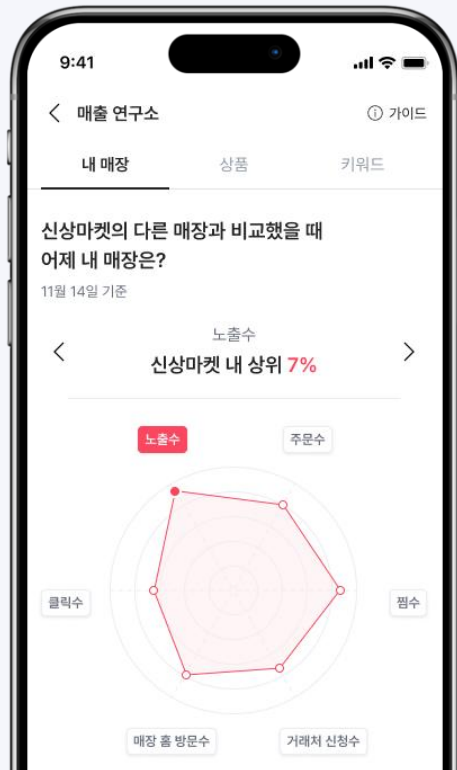 9:41
매출 연구소
가이드
내 매장
상품
키워드
신상마켓의 다른 매장과 비교했을 때
어제 내 매장은?
11월 14일 기준
노출수
신상마켓 내 상위 7%
노출수
주문수
클릭수
찜수
매장 홈 방문수
거래처 신청수